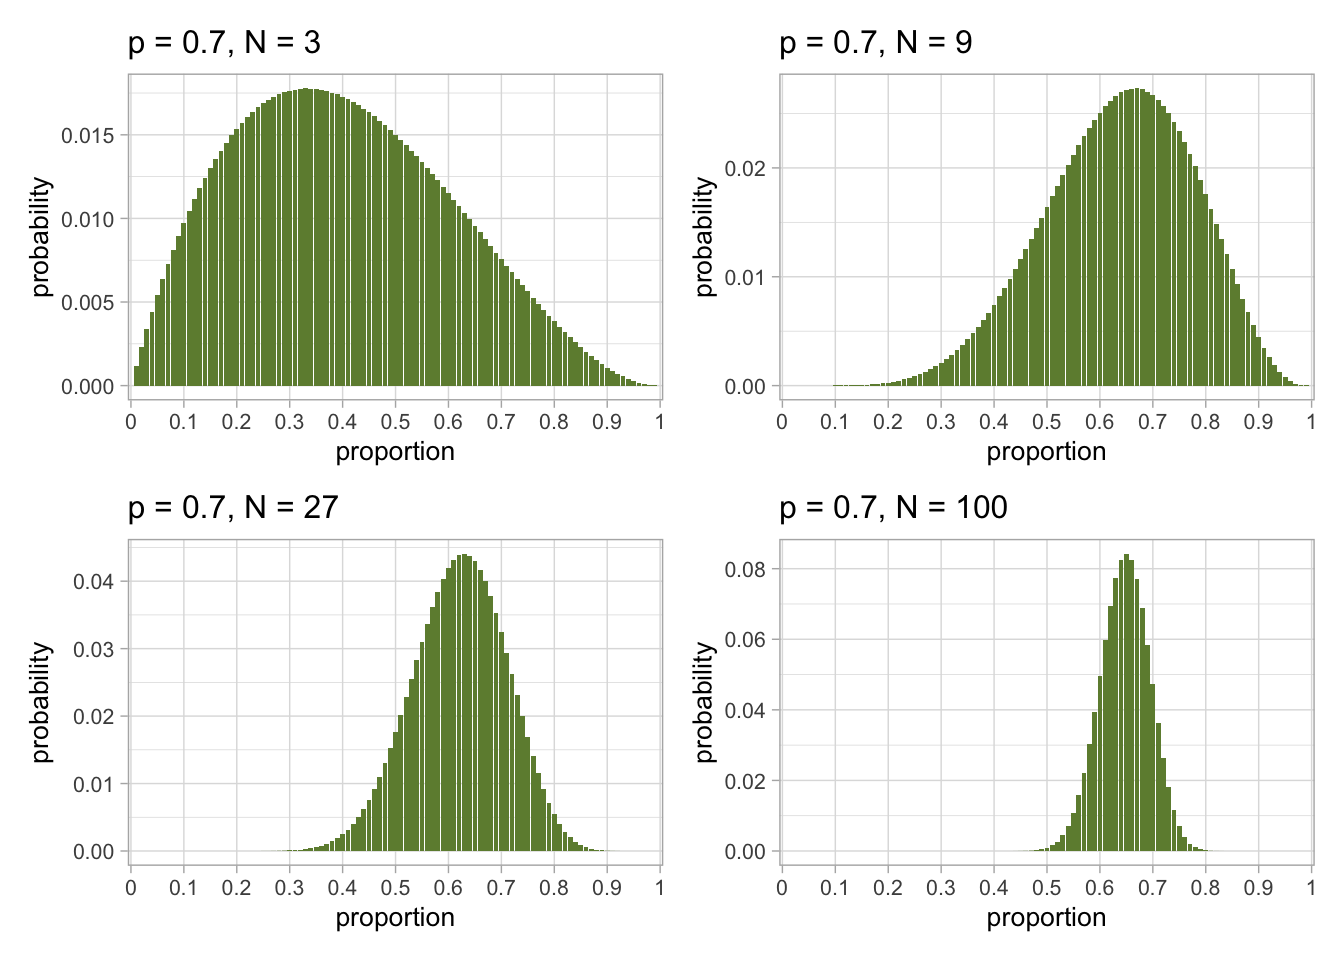 p = 0.7, N = 3
probability
0.015
0.010
0.005
0.000
0 0.1 0.2 0.3 0.4 0.5 0.6 0.7 0.8 0.9 1
proportion
p = 0.7, N = 9
probability
0.02
0.01
0.00
0 0.1 0.2 0.3 0.4 0.5 0.6 0.7 0.8 0.9 1
proportion
p = 0.7, N = 27
probability
0.04
0.03
0.02
0.01
0.00
0 0.1 0.2 0.3 0.4 0.5 0.6 0.7 0.8 0.9 1
proportion
p = 0.7, N = 100
probability
0.08
0.06
0.04
0.02
0.00
0 0.1 0.2 0.3 0.4 0.5 0.6 0.7 0.8 0.9 1
proportion